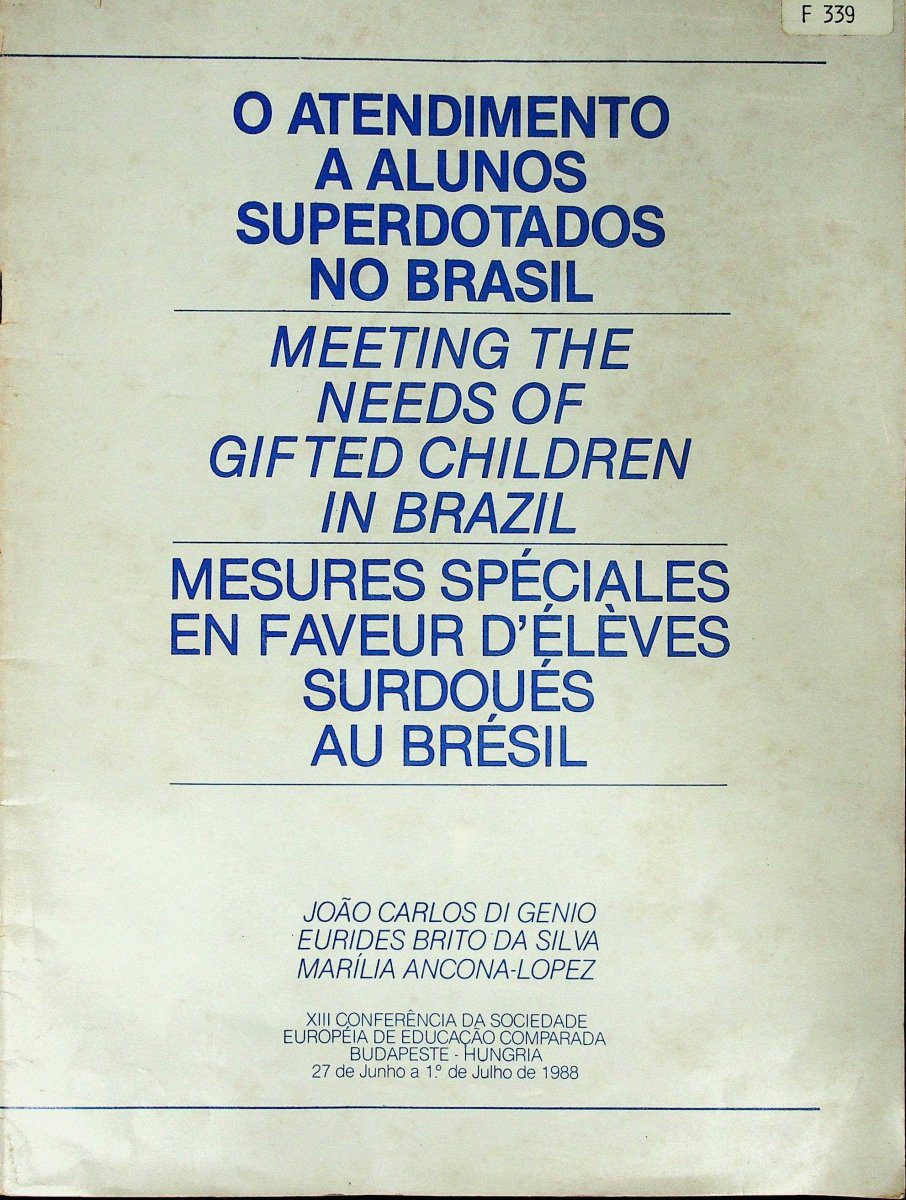 F 339
O ATENDIMENTO
A ALUNOS
SUPERDOTADOS
NO BRASIL
MEETING THE
NEEDS OF
GIFTED CHILDREN
IN BRAZIL
MESURES SPÉCIALES
EN FAVEUR D'ÉLÈVES
SURDOUÉS
AU BRÉSIL
JOÃO CARLOS DI GENIO
EURIDES BRITO DA SILVA
MARÍLIA ANCONA-LOPEZ
XIII CONFERÊNCIA DA SOCIEDADE
EUROPÉIA DE EDUCAÇÃO COMPARADA
BUDAPESTE - HUNGRIA
27 de Junho a 1º de Julho de 1988